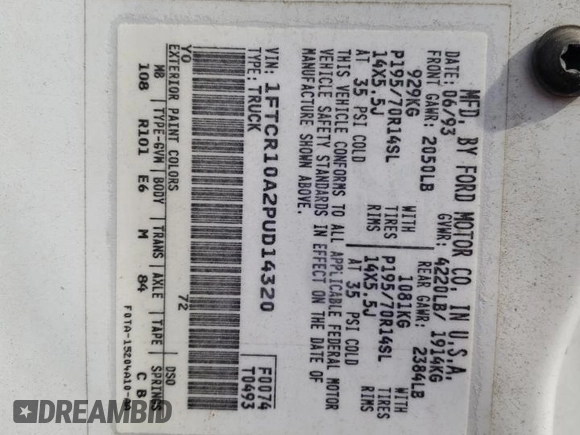 MFD. BY FORD MOTOR CO. IN U.S.A.
DATE: 06/93 GVWR: 4220LB/ 1914KG
FRONT GAWR: 2050LB REAR GAWR: 2384LB
929KG WITH 1081KG WITH
P195/70R14SL TIRES P195/70R14SL TIRES
14X5.5J RIMS 14X5.5J RIMS
AT 35 PSI COLD AT 35 PSI COLD
THIS VEHICLE CONFORMS TO ALL APPLICABLE FEDERAL MOTOR
VEHICLE SAFETY STANDARDS IN EFFECT ON THE DATE OF
MANUFACTURE SHOWN ABOVE.
VIN: 1FTCR10A2PUD14320 F0074
TYPE: TRUCK T0493
YO 72
EXTERIOR PAINT COLORS DSO
WB TYPE-GVW BODY TRANS AXLE TAPE SPRINGS
108 R101 E6 M 84 C B
F0TA-15204A10-
DREAMBID